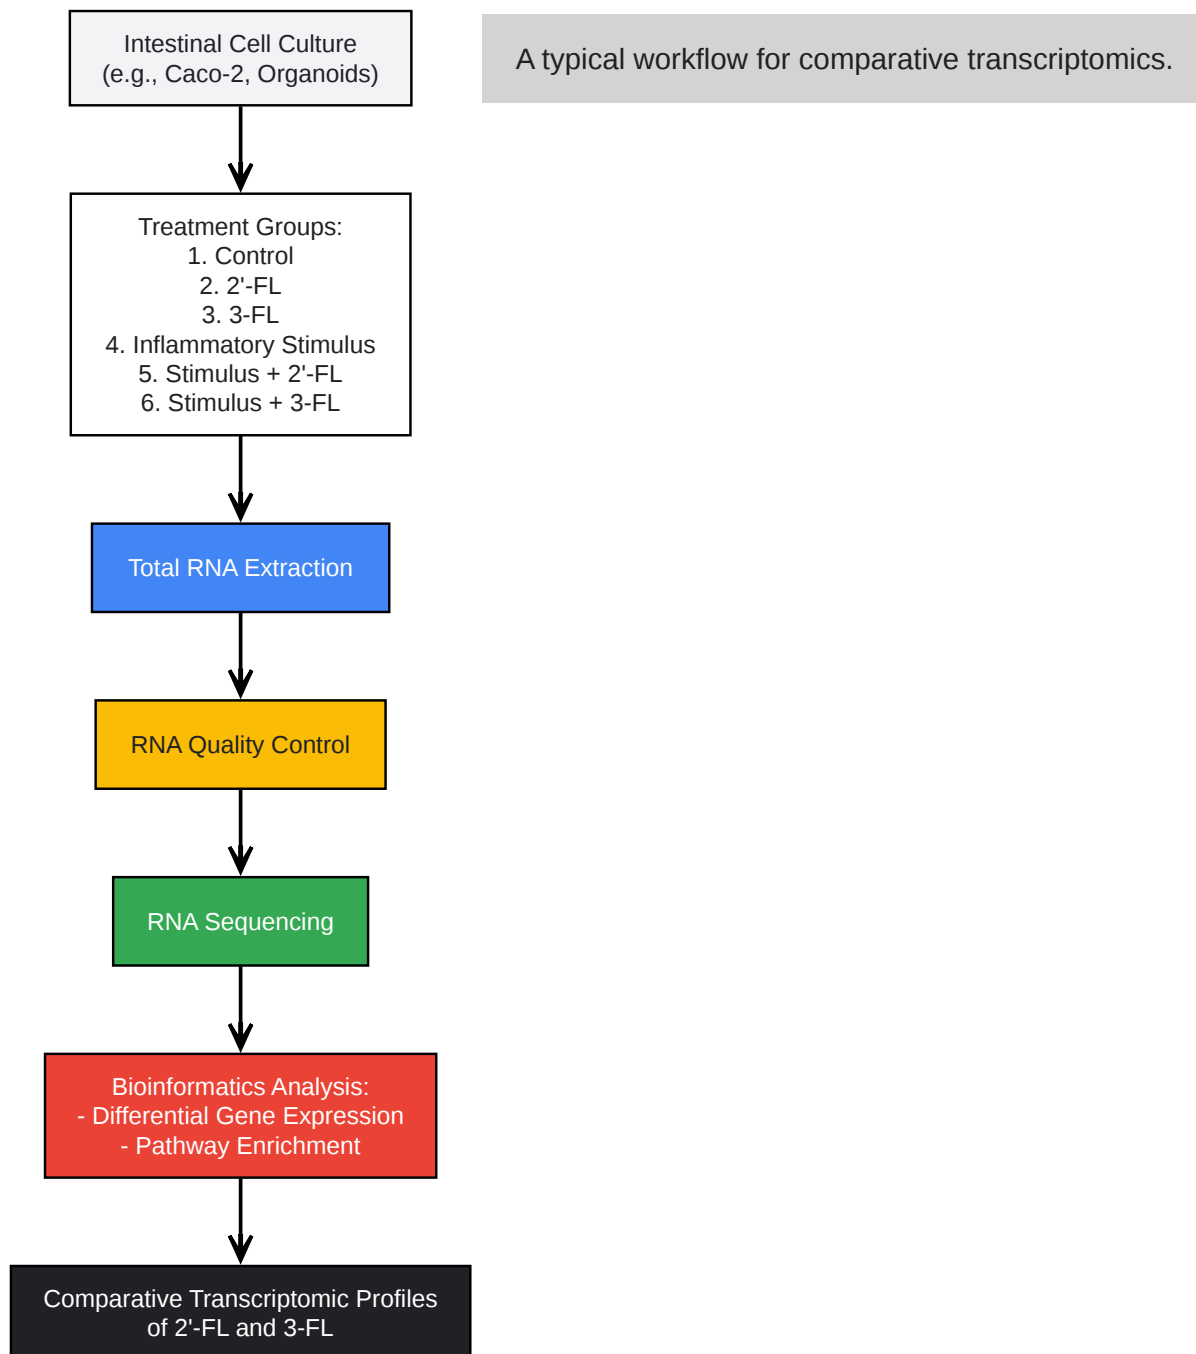 Intestinal Cell Culture
(e.g., Caco-2, Organoids)
A typical workflow for comparative transcriptomics.
Treatment Groups:
1. Control
2. 2'-FL
3. 3-FL
4. Inflammatory Stimulus
5. Stimulus + 2'-FL
6. Stimulus + 3-FL
Total RNA Extraction
RNA Quality Control
RNA Sequencing
Bioinformatics Analysis:
- Differential Gene Expression
- Pathway Enrichment
Comparative Transcriptomic Profiles
of 2'-FL and 3-FL